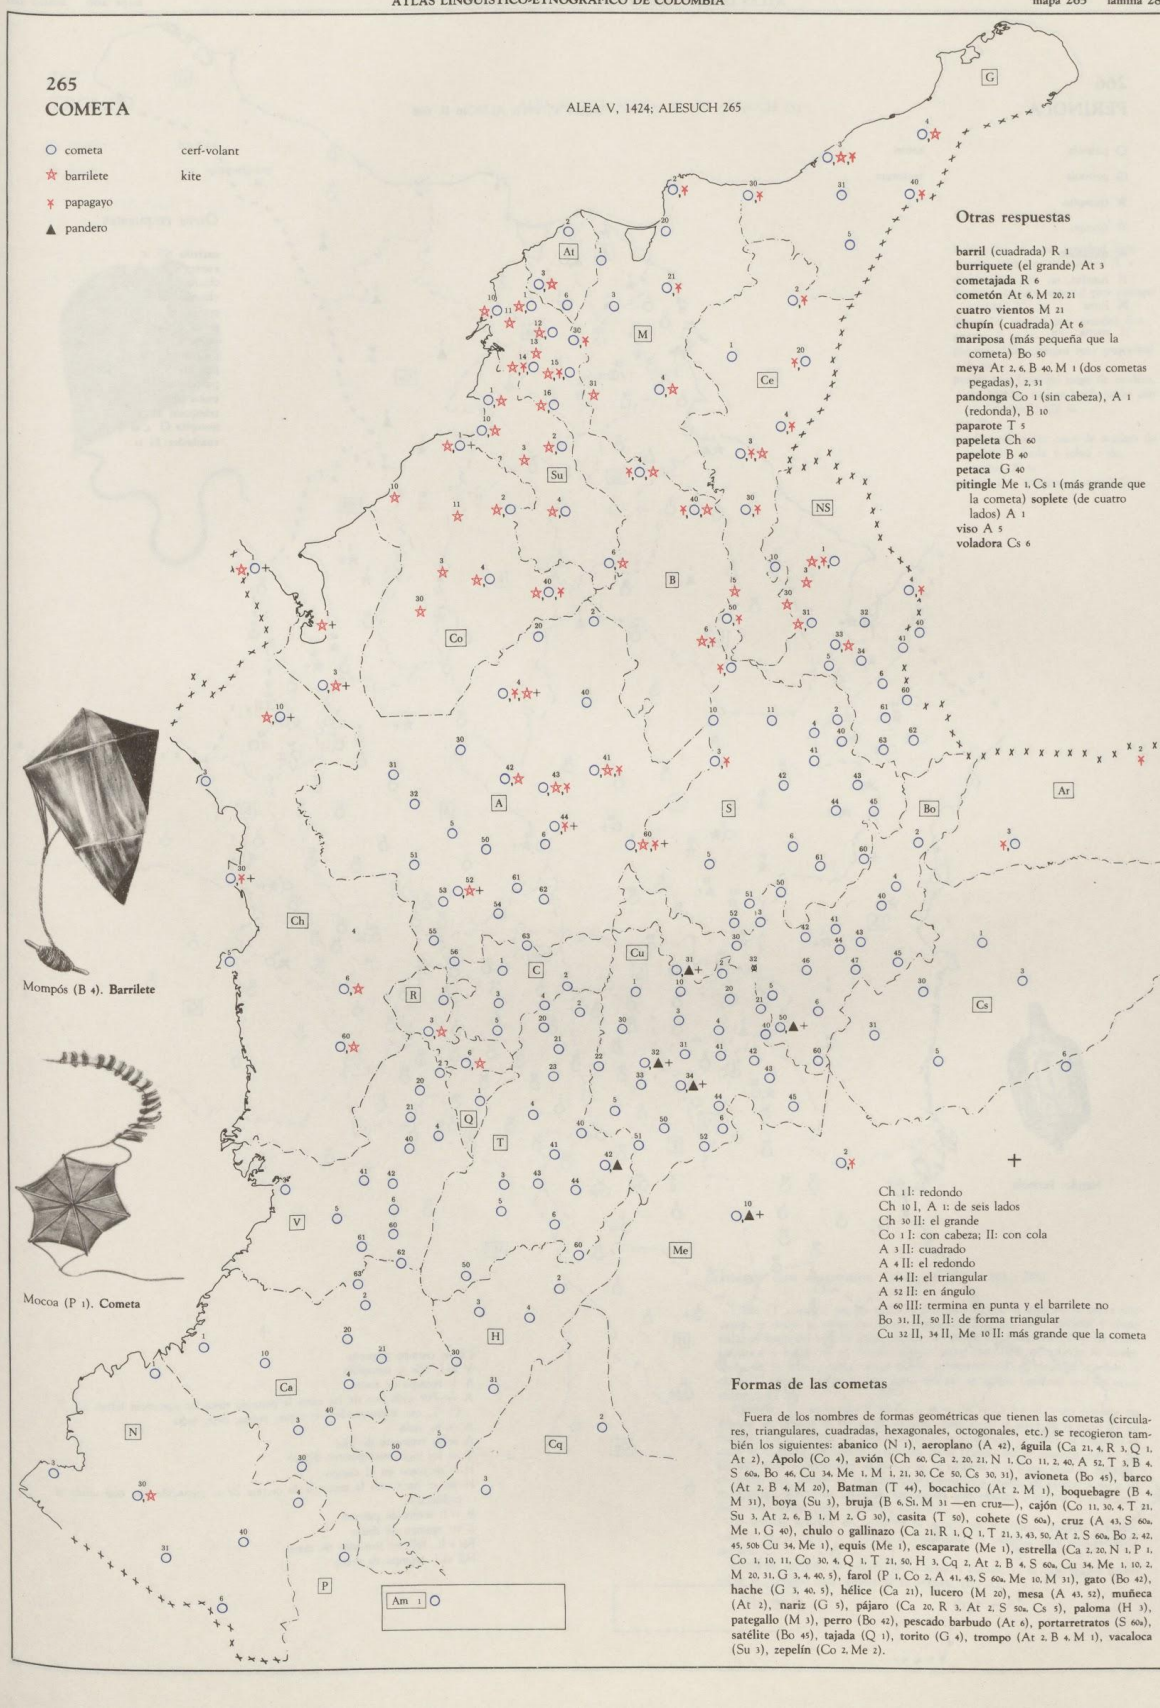 ATLAS LINGÜÍSTICO-ETNOGRÁFICO DE COLOMBIA
mapa 265 lámina 28
265
COMETA
ALEA V, 1424; ALESUCH 265
cometa cerf-volant
barrilete kite
papagayo
pandero
Otras respuestas
barril (cuadrada) R 1
burriquete (el grande) At 3
cometajada R 6
cometón At 6, M 20, 21
cuatro vientos M 21
chupín (cuadrada) At 6
mariposa (más pequeña que la
cometa) Bo 50
meya At 2, 6, B 40, M 1 (dos cometas
pegadas), 2, 31
pandonga Co 1 (sin cabeza), A 1
(redonda), B 10
paparote T 5
papeleta Ch 60
papelote B 40
petaca G 40
pitingle Me 1, Cs 1 (más grande que
la cometa) soplete (de cuatro
lados) A 1
viso A 5
voladora Cs 6
G
At
M
Ce
Su
NS
B
Co
A
S
Bo
Ar
Ch
Cu
C
R
Cs
Q
T
V
Me
H
Ca
N
Cq
P
Am 1
Mompós (B 4). Barrilete
Mocoa (P 1). Cometa
+
Ch 1 I: redondo
Ch 10 I, A 1: de seis lados
Ch 30 II: el grande
Co 1 I: con cabeza; II: con cola
A 3 II: cuadrado
A 4 II: el redondo
A 44 II: el triangular
A 52 II: en ángulo
A 60 III: termina en punta y el barrilete no
Bo 31, II, 50 II: de forma triangular
Cu 32 II, 34 II, Me 10 II: más grande que la cometa
Formas de las cometas
Fuera de los nombres de formas geométricas que tienen las cometas (circula-
res, triangulares, cuadradas, hexagonales, octogonales, etc.) se recogieron tam-
bién los siguientes: abanico (N 1), aeroplano (A 42), águila (Ca 21, 4, R 3, Q 1,
At 2), Apolo (Co 4), avión (Ch 60, Ca 2, 20, 21, N 1, Co 11, 2, 40, A 52, T 3, B 4,
S 60a, Bo 46, Cu 34, Me 1, M 1, 21, 30, Ce 50, Cs 30, 31), avioneta (Bo 45), barco
(At 2, B 4, M 20), Batman (T 44), bocachico (At 2, M 1), boquebagre (B 4,
M 31), boya (Su 3), bruja (B 6, S1, M 31 —en cruz—), cajón (Co 11, 30, 4, T 21,
Su 3, At 2, 6, B 1, M 2, G 30), casita (T 50), cohete (S 60a), cruz (A 43, S 60a,
Me 1, G 40), chulo o gallinazo (Ca 21, R 1, Q 1, T 21, 3, 43, 50, At 2, S 60a, Bo 2, 42,
45, 50b Cu 34, Me 1), equis (Me 1), escaparate (Me 1), estrella (Ca 2, 20, N 1, P 1,
Co 1, 10, 11, Co 30, 4, Q 1, T 21, 50, H 3, Cq 2, At 2, B 4, S 60a, Cu 34, Me 1, 10, 2,
M 20, 31, G 3, 4, 40, 5), farol (P 1, Co 2, A 41, 43, S 60a, Me 10, M 31), gato (Bo 42),
hache (G 3, 40, 5), hélice (Ca 21), lucero (M 20), mesa (A 43, 52), muñeca
(At 2), nariz (G 5), pájaro (Ca 20, R 3, At 2, S 50a, Cs 5), paloma (H 3),
pategallo (M 3), perro (Bo 42), pescado barbudo (At 6), portarretratos (S 60a),
satélite (Bo 45), tajada (Q 1), torito (G 4), trompo (At 2, B 4, M 1), vacaloca
(Su 3), zepelín (Co 2, Me 2).